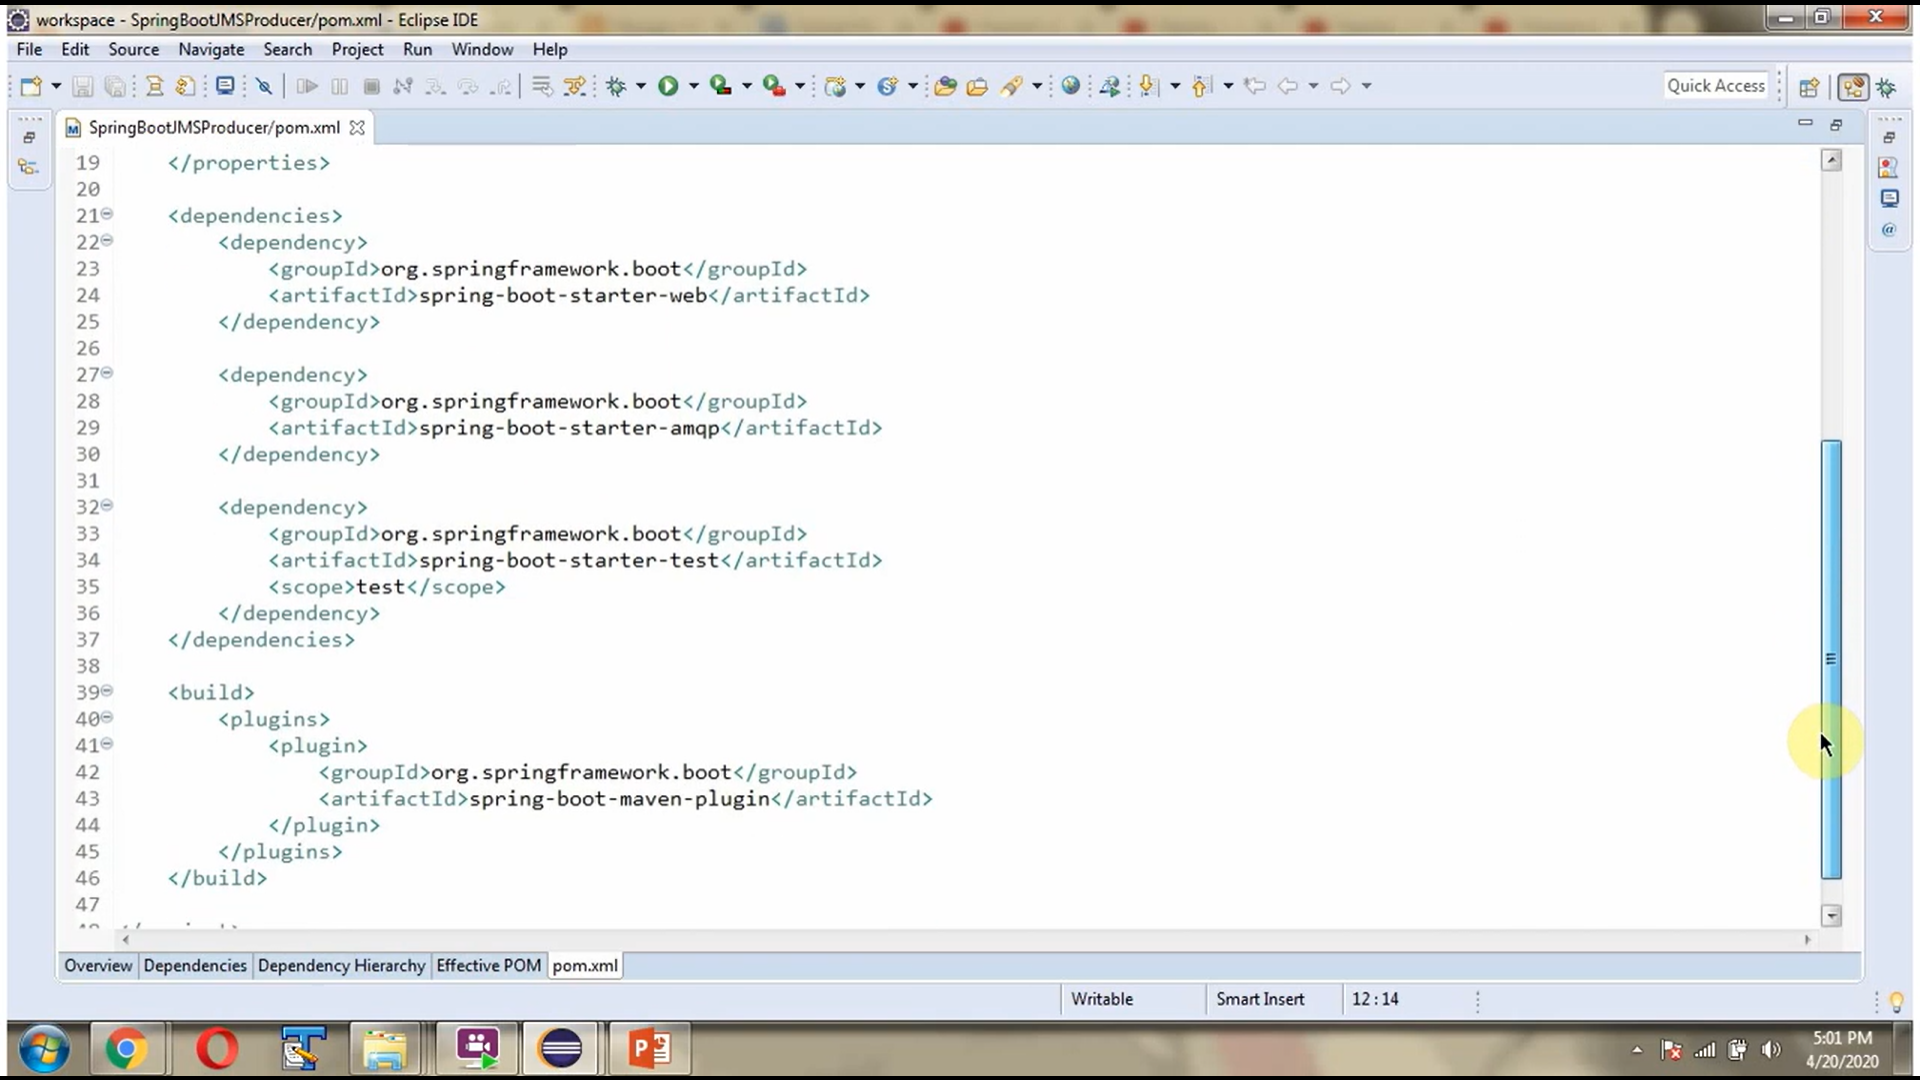 workspace - SpringBootJMSProducer/pom.xml - Eclipse IDE
File Edit Source Navigate Search Project Run Window Help
Quick Access
SpringBootJMSProducer/pom.xml
19 </properties>
20
21 <dependencies>
22 <dependency>
23 <groupId>org.springframework.boot</groupId>
24 <artifactId>spring-boot-starter-web</artifactId>
25 </dependency>
26
27 <dependency>
28 <groupId>org.springframework.boot</groupId>
29 <artifactId>spring-boot-starter-amqp</artifactId>
30 </dependency>
31
32 <dependency>
33 <groupId>org.springframework.boot</groupId>
34 <artifactId>spring-boot-starter-test</artifactId>
35 <scope>test</scope>
36 </dependency>
37 </dependencies>
38
39 <build>
40 <plugins>
41 <plugin>
42 <groupId>org.springframework.boot</groupId>
43 <artifactId>spring-boot-maven-plugin</artifactId>
44 </plugin>
45 </plugins>
46 </build>
47
Overview Dependencies Dependency Hierarchy Effective POM pom.xml
Writable Smart Insert 12 : 14
5:01 PM
4/20/2020